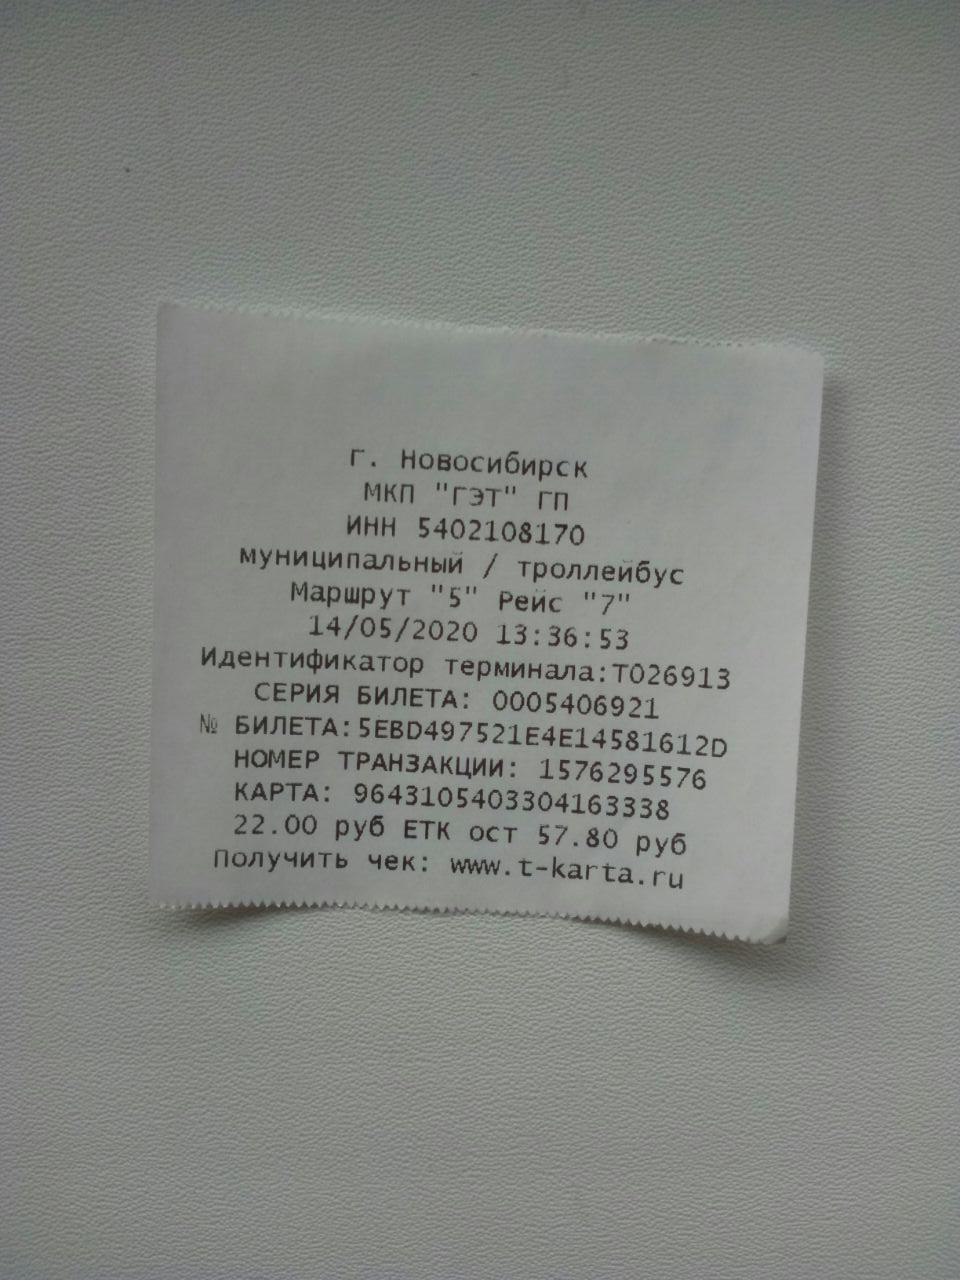 г. Новосибирск
МКП "ГЭТ" ГП
ИНН 5402108170
муниципальный / троллейбус
Маршрут "5" Рейс "7"
14/05/2020 13:36:53
Идентификатор терминала:Т026913
СЕРИЯ БИЛЕТА: 0005406921
№ БИЛЕТА:5EBD497521E4E14581612D
НОМЕР ТРАНЗАКЦИИ: 1576295576
КАРТА: 9643105403304163338
22.00 руб ЕТК ост 57.80 руб
Получить чек: www.t-karta.ru